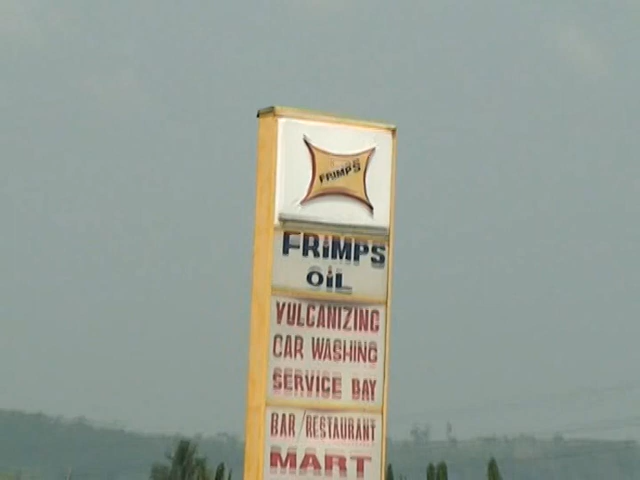 FRIMPS
FRIMPS
OIL
VULCANIZING
CAR WASHING
SERVICE BAY
BAR/RESTAURANT
MART